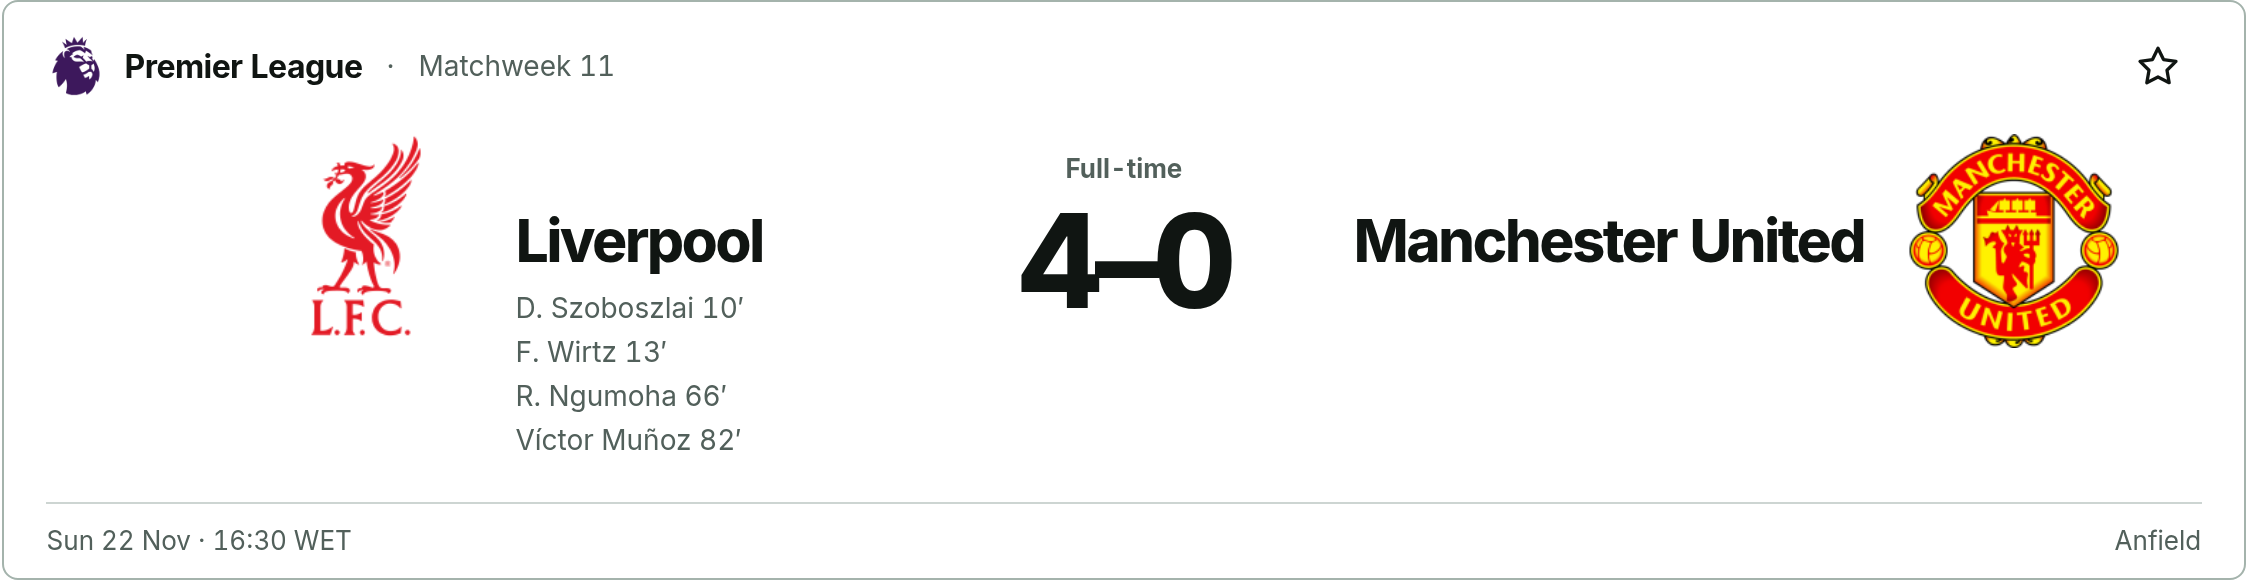 Premier League · Matchweek 11
Full-time
Liverpool 4–0 Manchester United
D. Szoboszlai 10′
F. Wirtz 13′
R. Ngumoha 66′
Víctor Muñoz 82′
L.F.C.
MANCHESTER
UNITED
Sun 22 Nov · 16:30 WET
Anfield